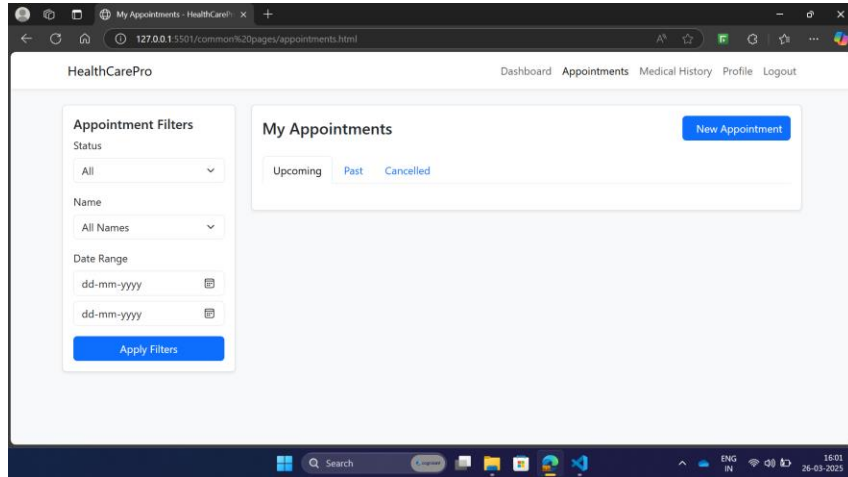 My Appointments - HealthCareP
127.0.0.1:5501/common%20pages/appointments.html
HealthCarePro
Dashboard Appointments Medical History Profile Logout
Appointment Filters
Status
All
Name
All Names
Date Range
dd-mm-yyyy
dd-mm-yyyy
Apply Filters
My Appointments
New Appointment
Upcoming Past Cancelled
Search
ENG
IN
16:01
26-03-2025